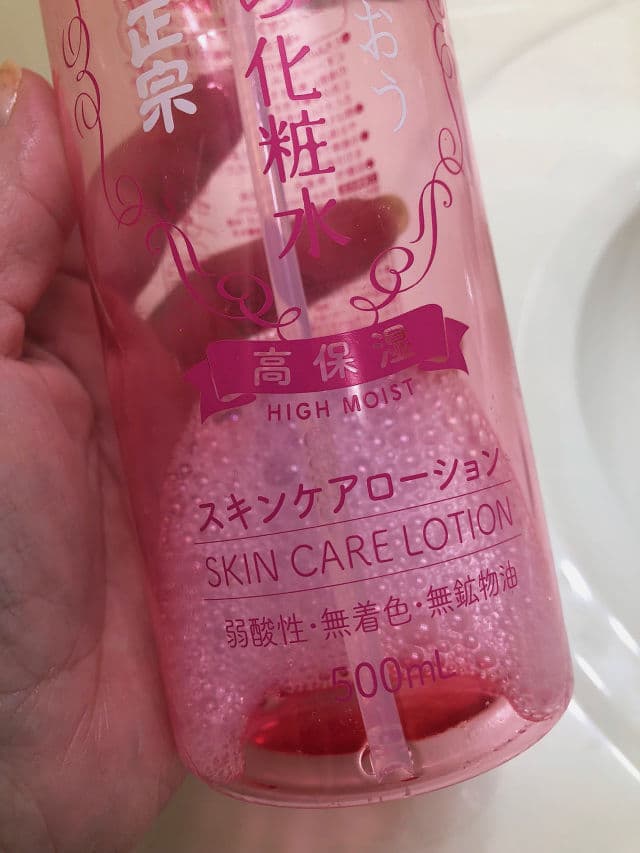 正宗
の化粧水
おう
高保湿
HIGH MOIST
スキンケアローション
SKIN CARE LOTION
弱酸性・無着色・無鉱物油
500mL